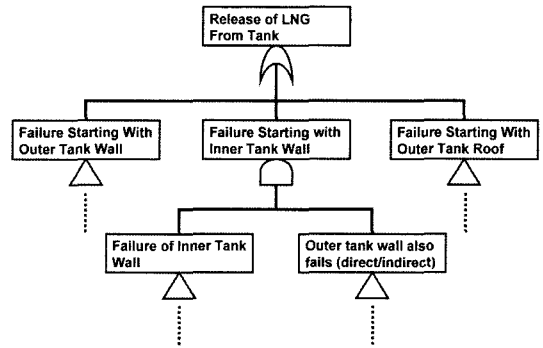 Release of LNG
From Tank
Failure Starting With
Outer Tank Wall
Failure Starting with
Inner Tank Wall
Failure Starting With
Outer Tank Roof
Failure of Inner Tank
Wall
Outer tank wall also
fails (direct/indirect)